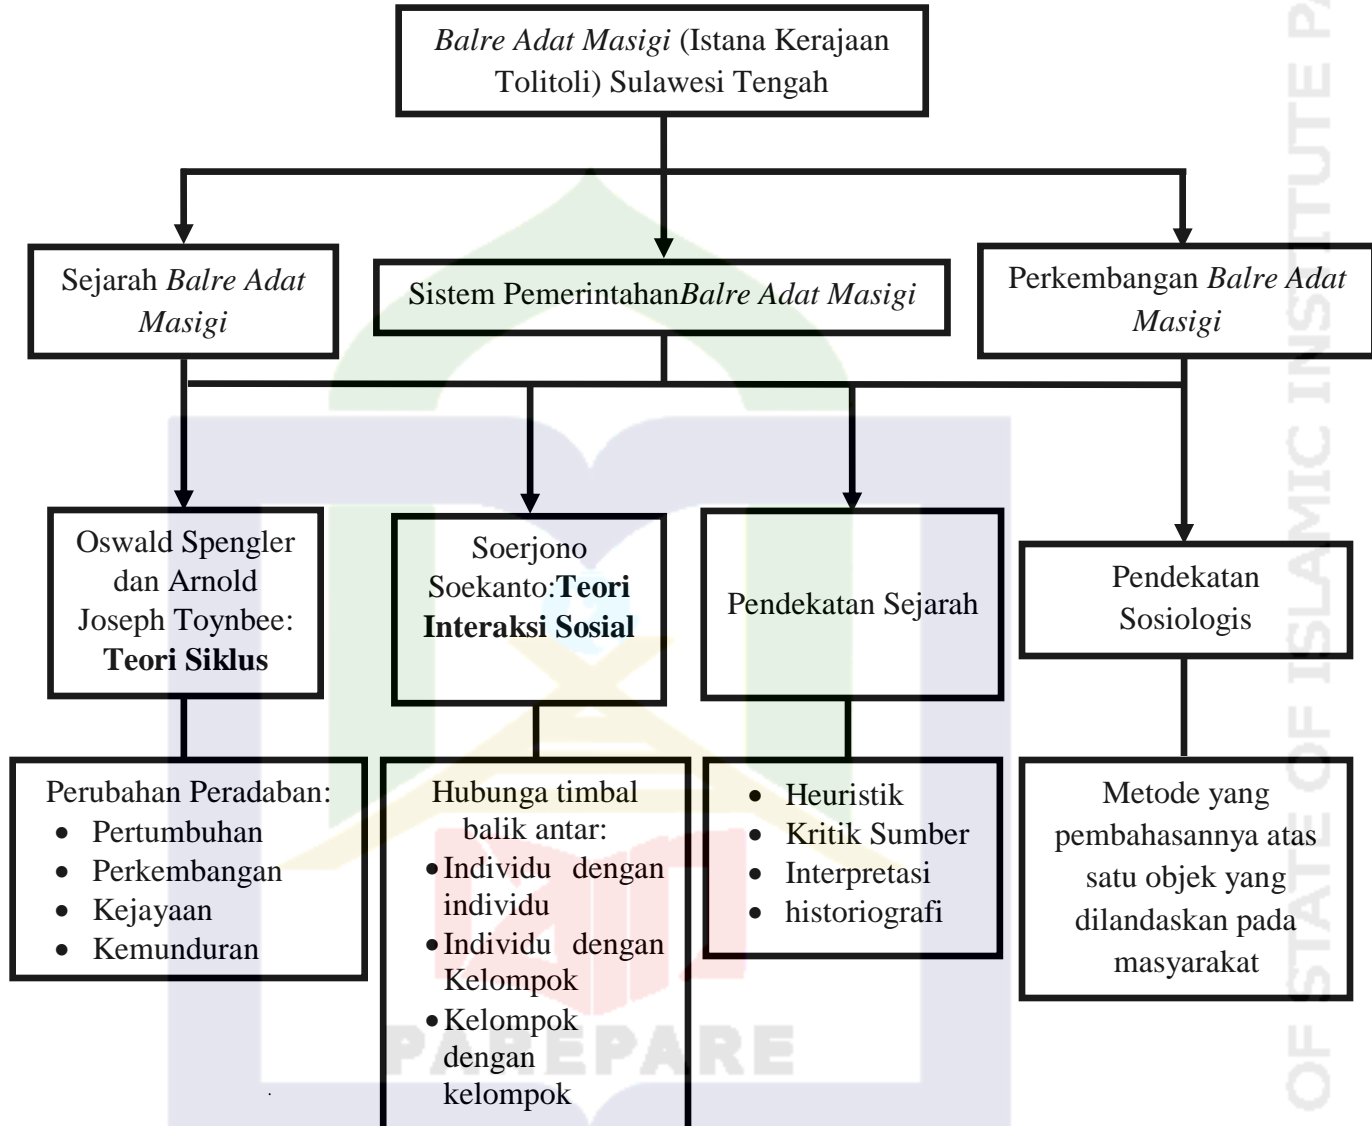 Balre Adat Masigi (Istana Kerajaan
Tolitoli) Sulawesi Tengah
Sejarah Balre Adat
Masigi
Sistem PemerintahanBalre Adat Masigi
Perkembangan Balre Adat
Masigi
Oswald Spengler
dan Arnold
Joseph Toynbee:
Teori Siklus
Soerjono
Soekanto:Teori
Interaksi Sosial
Pendekatan Sejarah
Pendekatan
Sosiologis
Perubahan Peradaban:
• Pertumbuhan
• Perkembangan
• Kejayaan
• Kemunduran
Hubunga timbal
balik antar:
• Individu dengan
individu
• Individu dengan
Kelompok
• Kelompok
dengan
kelompok
• Heuristik
• Kritik Sumber
• Interpretasi
• historiografi
Metode yang
pembahasannya atas
satu objek yang
dilandaskan pada
masyarakat
PAREPARE
OF STATE OF ISLAMIC INSTITUTE PA